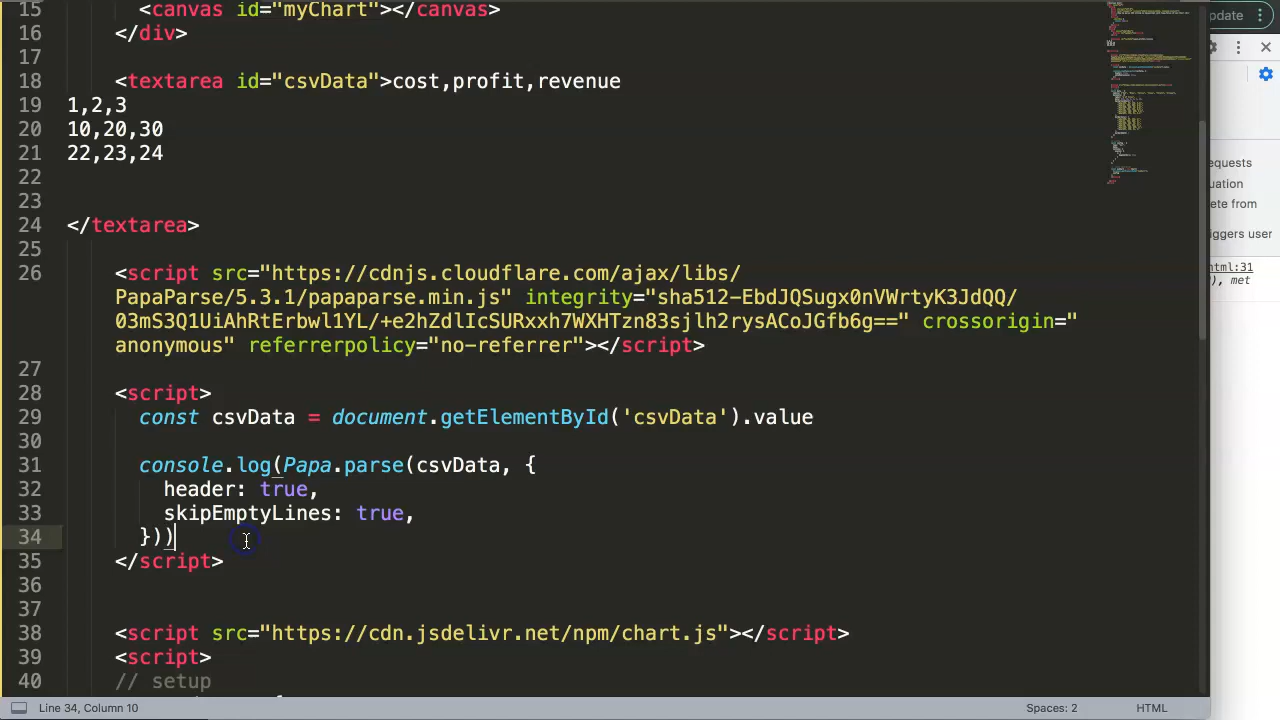 15 <canvas id="myChart"></canvas>
16 </div>
17
18 <textarea id="csvData">cost,profit,revenue
19 1,2,3
20 10,20,30
21 22,23,24
22
23
24 </textarea>
25
26 <script src="https://cdnjs.cloudflare.com/ajax/libs/
PapaParse/5.3.1/papaparse.min.js" integrity="sha512-EbdJQSugx0nVWrtyK3JdQQ/
03mS3Q1UiAhRtErbwl1YL/+e2hZdlIcSURxxh7WXHTzn83sjlh2rysACoJGfb6g==" crossorigin="
anonymous" referrerpolicy="no-referrer"></script>
27
28 <script>
29 const csvData = document.getElementById('csvData').value
30
31 console.log(Papa.parse(csvData, {
32 header: true,
33 skipEmptyLines: true,
34 }))
35 </script>
36
37
38 <script src="https://cdn.jsdelivr.net/npm/chart.js"></script>
39 <script>
40 // setup
Line 34, Column 10
Spaces: 2
HTML
pdate
equests
uation
ete from
ggers user
html:31
), met